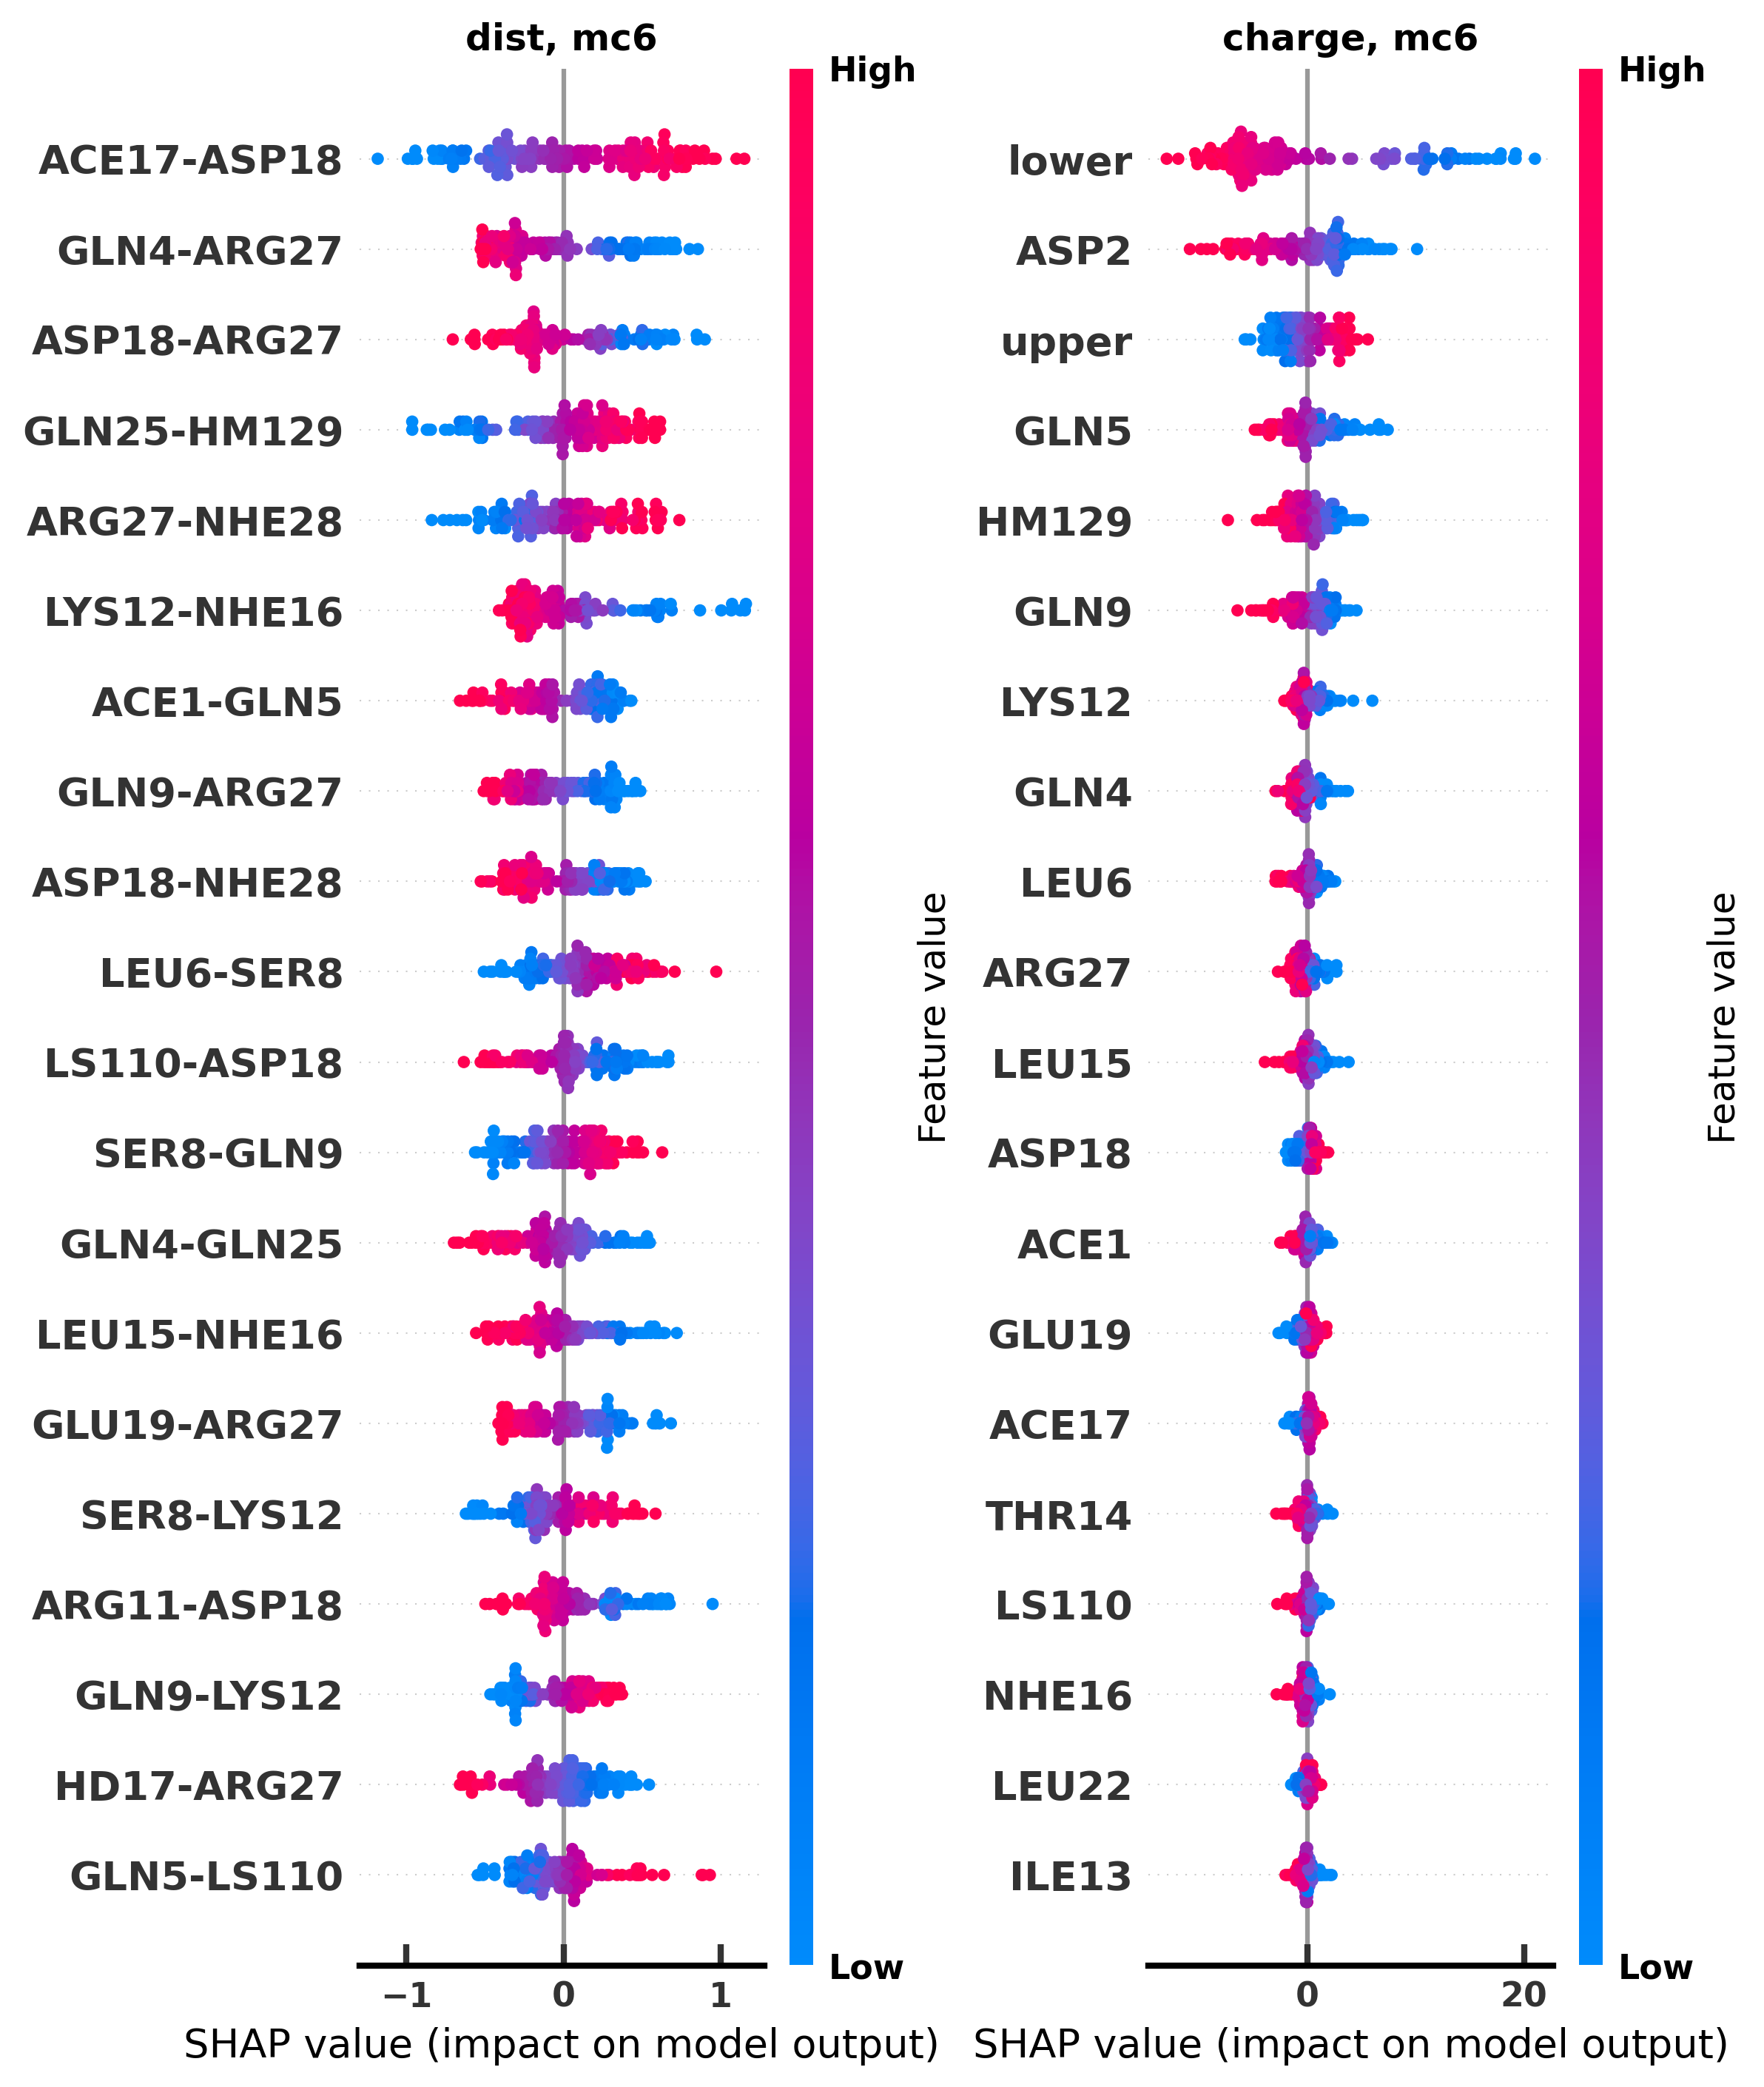 dist, mc6
High
ACE17-ASP18
GLN4-ARG27
ASP18-ARG27
GLN25-HM129
ARG27-NHE28
LYS12-NHE16
ACE1-GLN5
GLN9-ARG27
ASP18-NHE28
LEU6-SER8
LS110-ASP18
SER8-GLN9
GLN4-GLN25
LEU15-NHE16
GLU19-ARG27
SER8-LYS12
ARG11-ASP18
GLN9-LYS12
HD17-ARG27
GLN5-LS110
Feature value
Low
−1 0 1
SHAP value (impact on model output)
charge, mc6
High
lower
ASP2
upper
GLN5
HM129
GLN9
LYS12
GLN4
LEU6
ARG27
LEU15
ASP18
ACE1
GLU19
ACE17
THR14
LS110
NHE16
LEU22
ILE13
Feature value
Low
0 20
SHAP value (impact on model output)